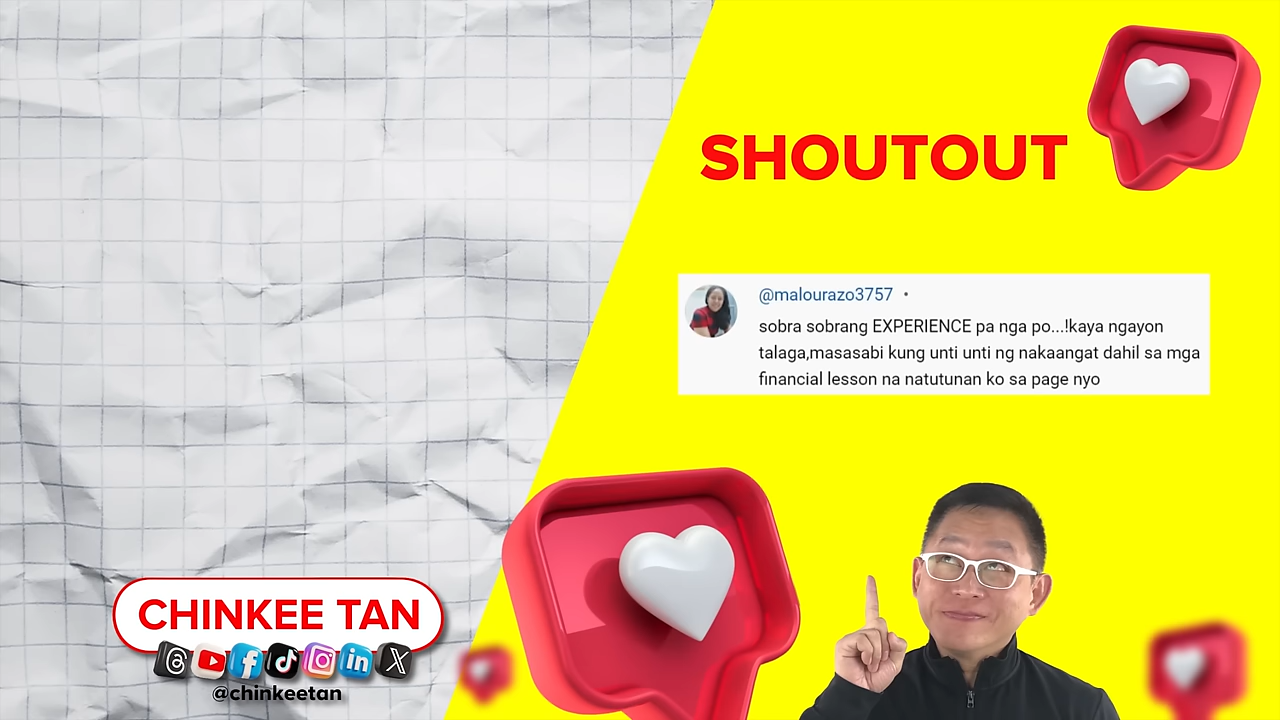 SHOUTOUT
@malourazo3757 •
sobra sobrang EXPERIENCE pa nga po...!kaya ngayon
talaga,masasabi kung unti unti ng nakaangat dahil sa mga
financial lesson na natutunan ko sa page nyo
CHINKEE TAN
@chinkeetan